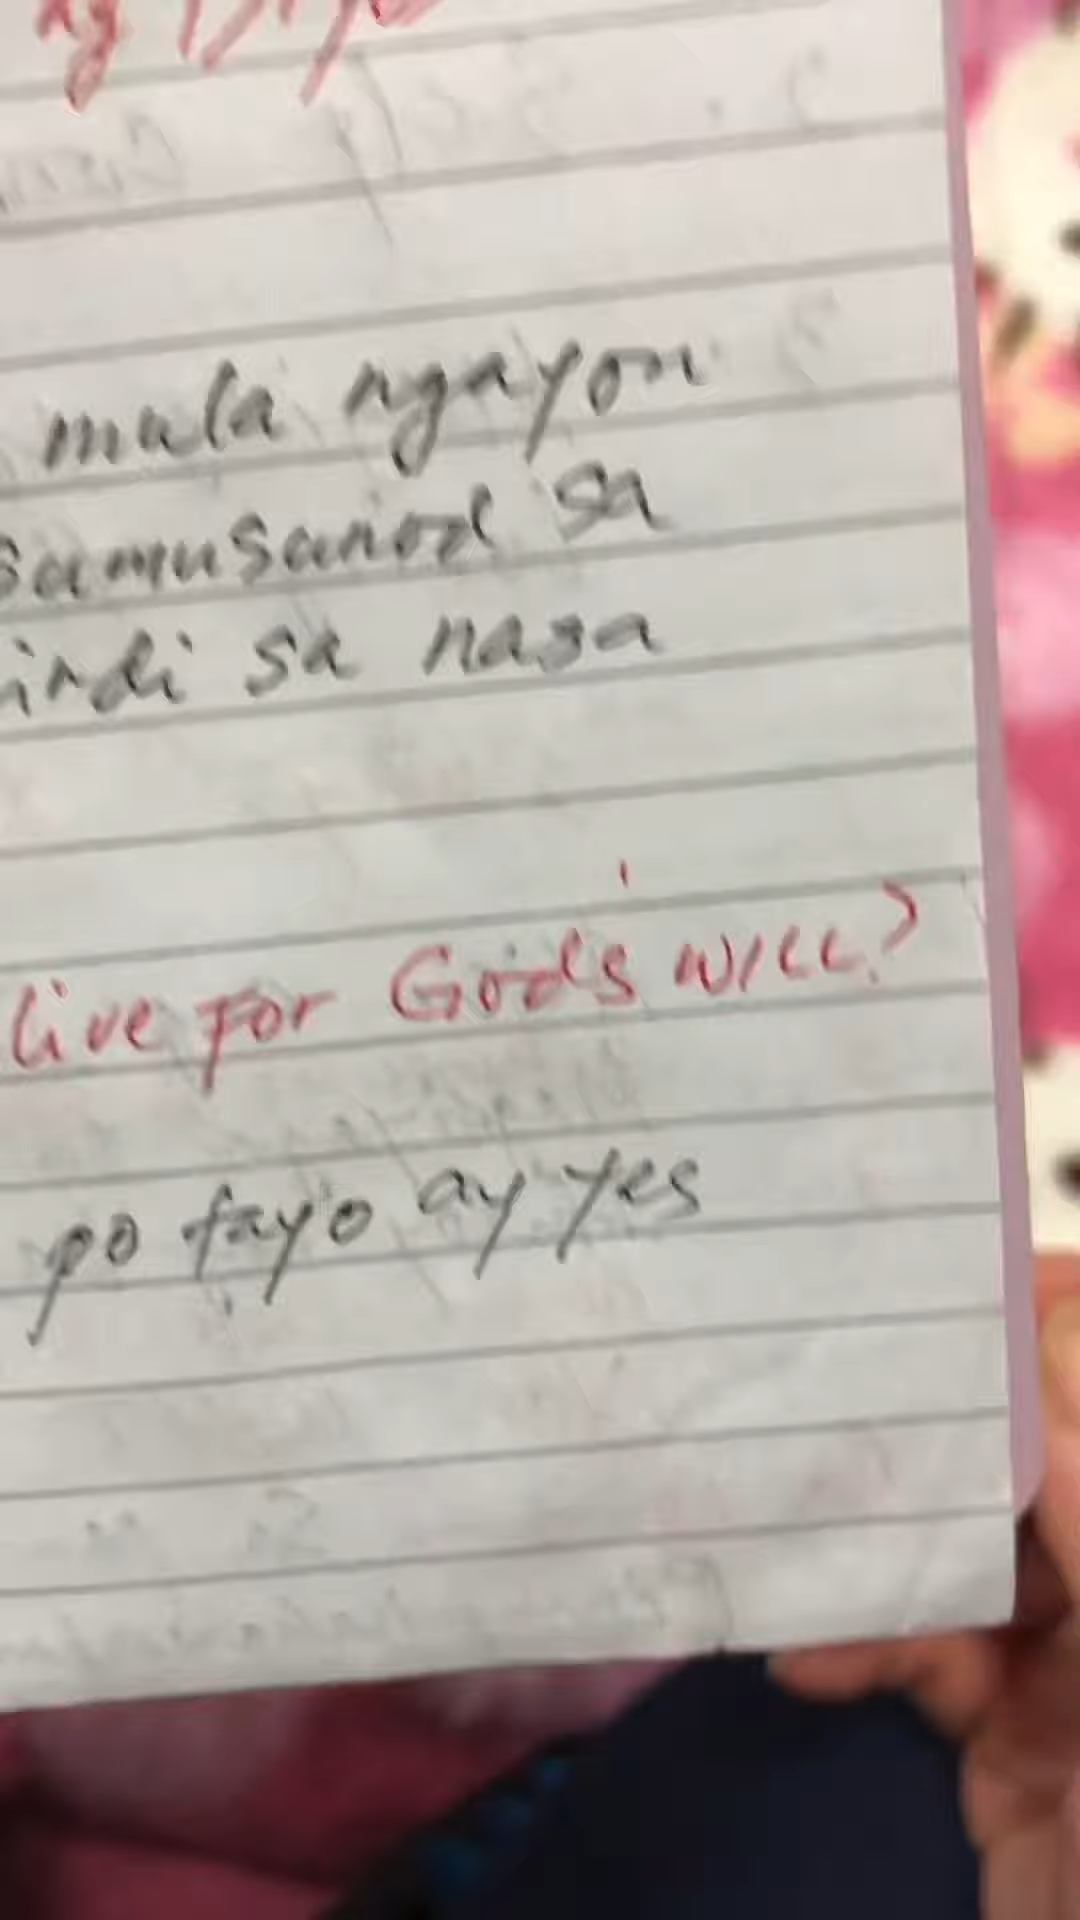 mula ngayon
samusanod sa
indi sa nasa
live for God's will?
po tayo ay yes